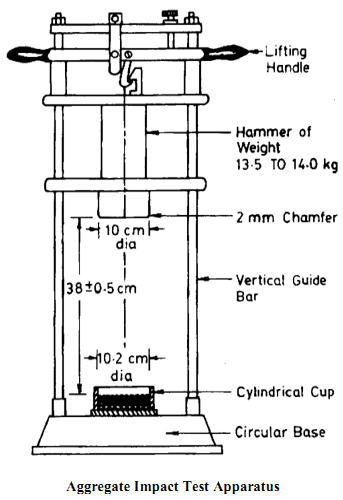 Lifting
Handle
Hammer of
Weight
13.5 TO 14.0 kg
2 mm Chamfer
10 cm
dia
38±0.5 cm
Vertical Guide
Bar
10.2 cm
dia
Cylindrical Cup
Circular Base
Aggregate Impact Test Apparatus